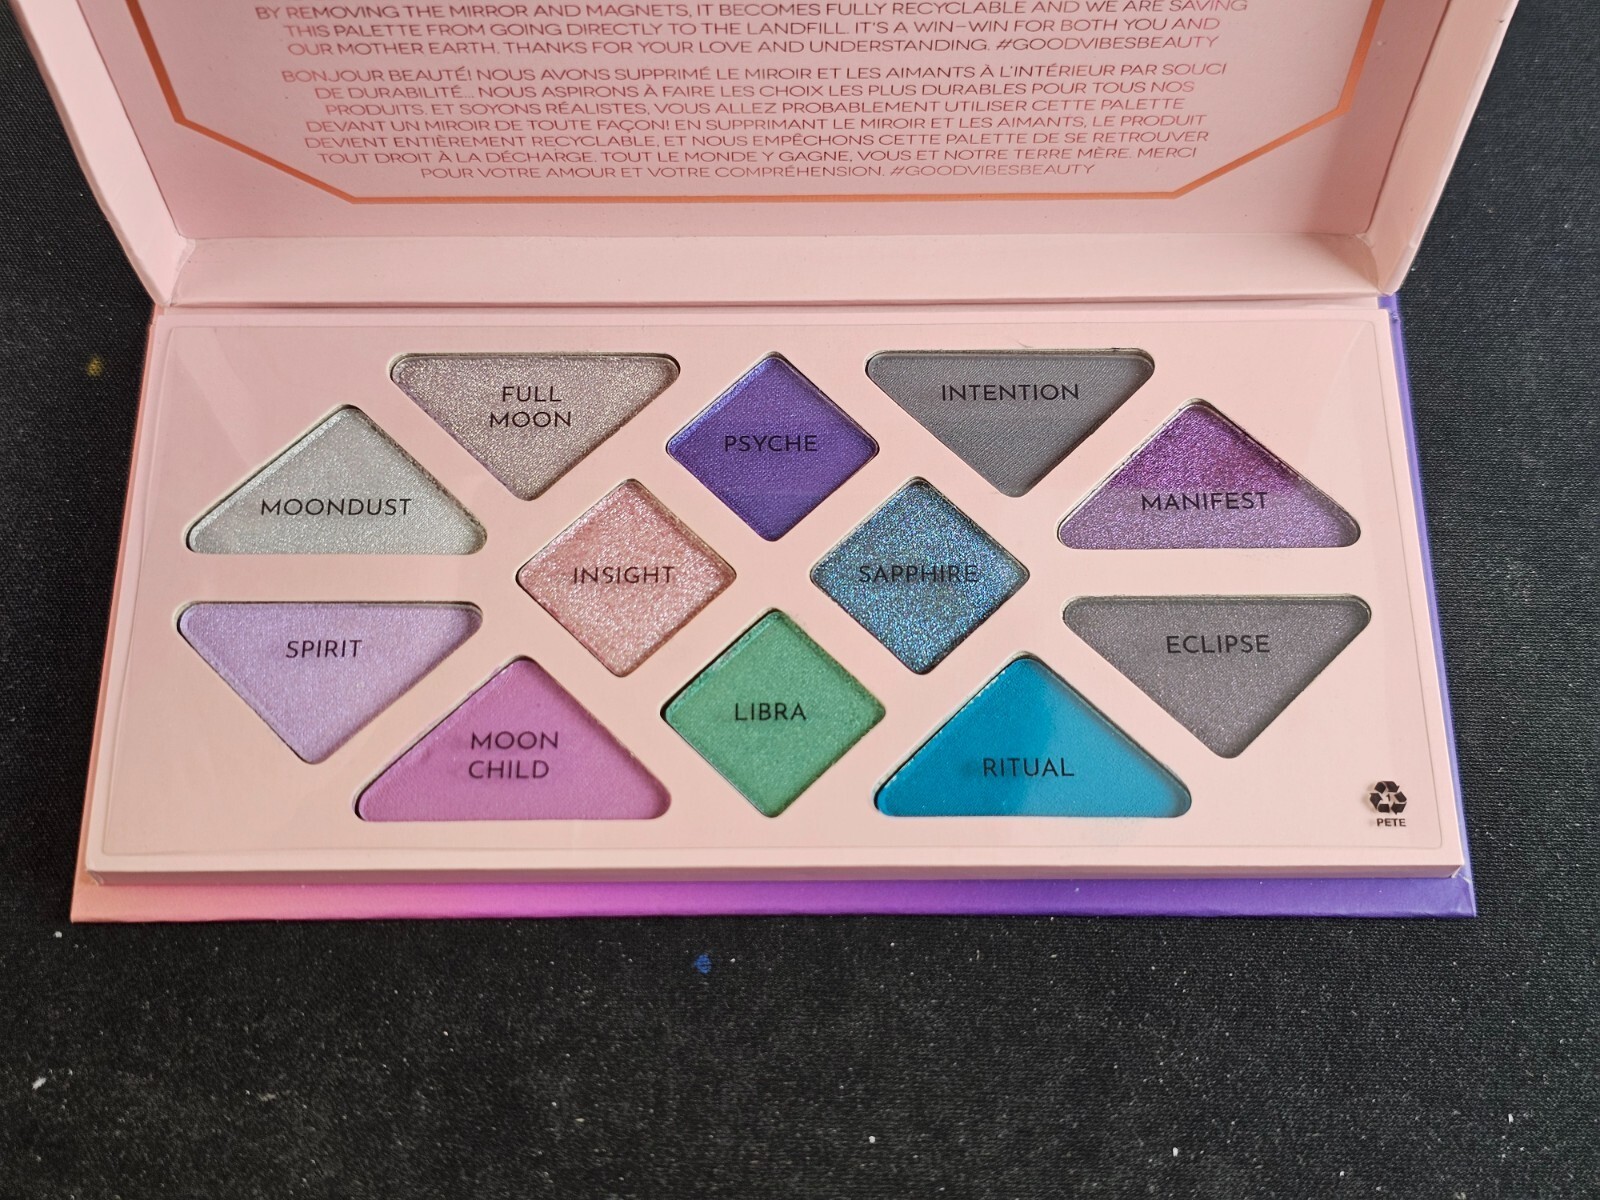 BY REMOVING THE MIRROR AND MAGNETS, IT BECOMES FULLY RECYCLABLE AND WE ARE SAVING
THIS PALETTE FROM GOING DIRECTLY TO THE LANDFILL. IT'S A WIN-WIN FOR BOTH YOU AND
OUR MOTHER EARTH. THANKS FOR YOUR LOVE AND UNDERSTANDING. #GOODVIBESBEAUTY
BONJOUR BEAUTÉ! NOUS AVONS SUPPRIMÉ LE MIROIR ET LES AIMANTS À L'INTÉRIEUR PAR SOUCI
DE DURABILITÉ... NOUS ASPIRONS À FAIRE LES CHOIX LES PLUS DURABLES POUR TOUS NOS
PRODUITS. ET SOYONS RÉALISTES, VOUS ALLEZ PROBABLEMENT UTILISER CETTE PALETTE
DEVANT UN MIROIR DE TOUTE FAÇON! EN SUPPRIMANT LE MIROIR ET LES AIMANTS, LE PRODUIT
DEVIENT ENTIÈREMENT RECYCLABLE, ET NOUS EMPÊCHONS CETTE PALETTE DE SE RETROUVER
TOUT DROIT À LA DÉCHARGE. TOUT LE MONDE Y GAGNE, VOUS ET NOTRE TERRE MÈRE. MERCI
POUR VOTRE AMOUR ET VOTRE COMPRÉHENSION. #GOODVIBESBEAUTY
FULL
MOON
PSYCHE
INTENTION
MOONDUST
MANIFEST
INSIGHT
SAPPHIRE
SPIRIT
ECLIPSE
MOON
CHILD
LIBRA
RITUAL
1
PETE